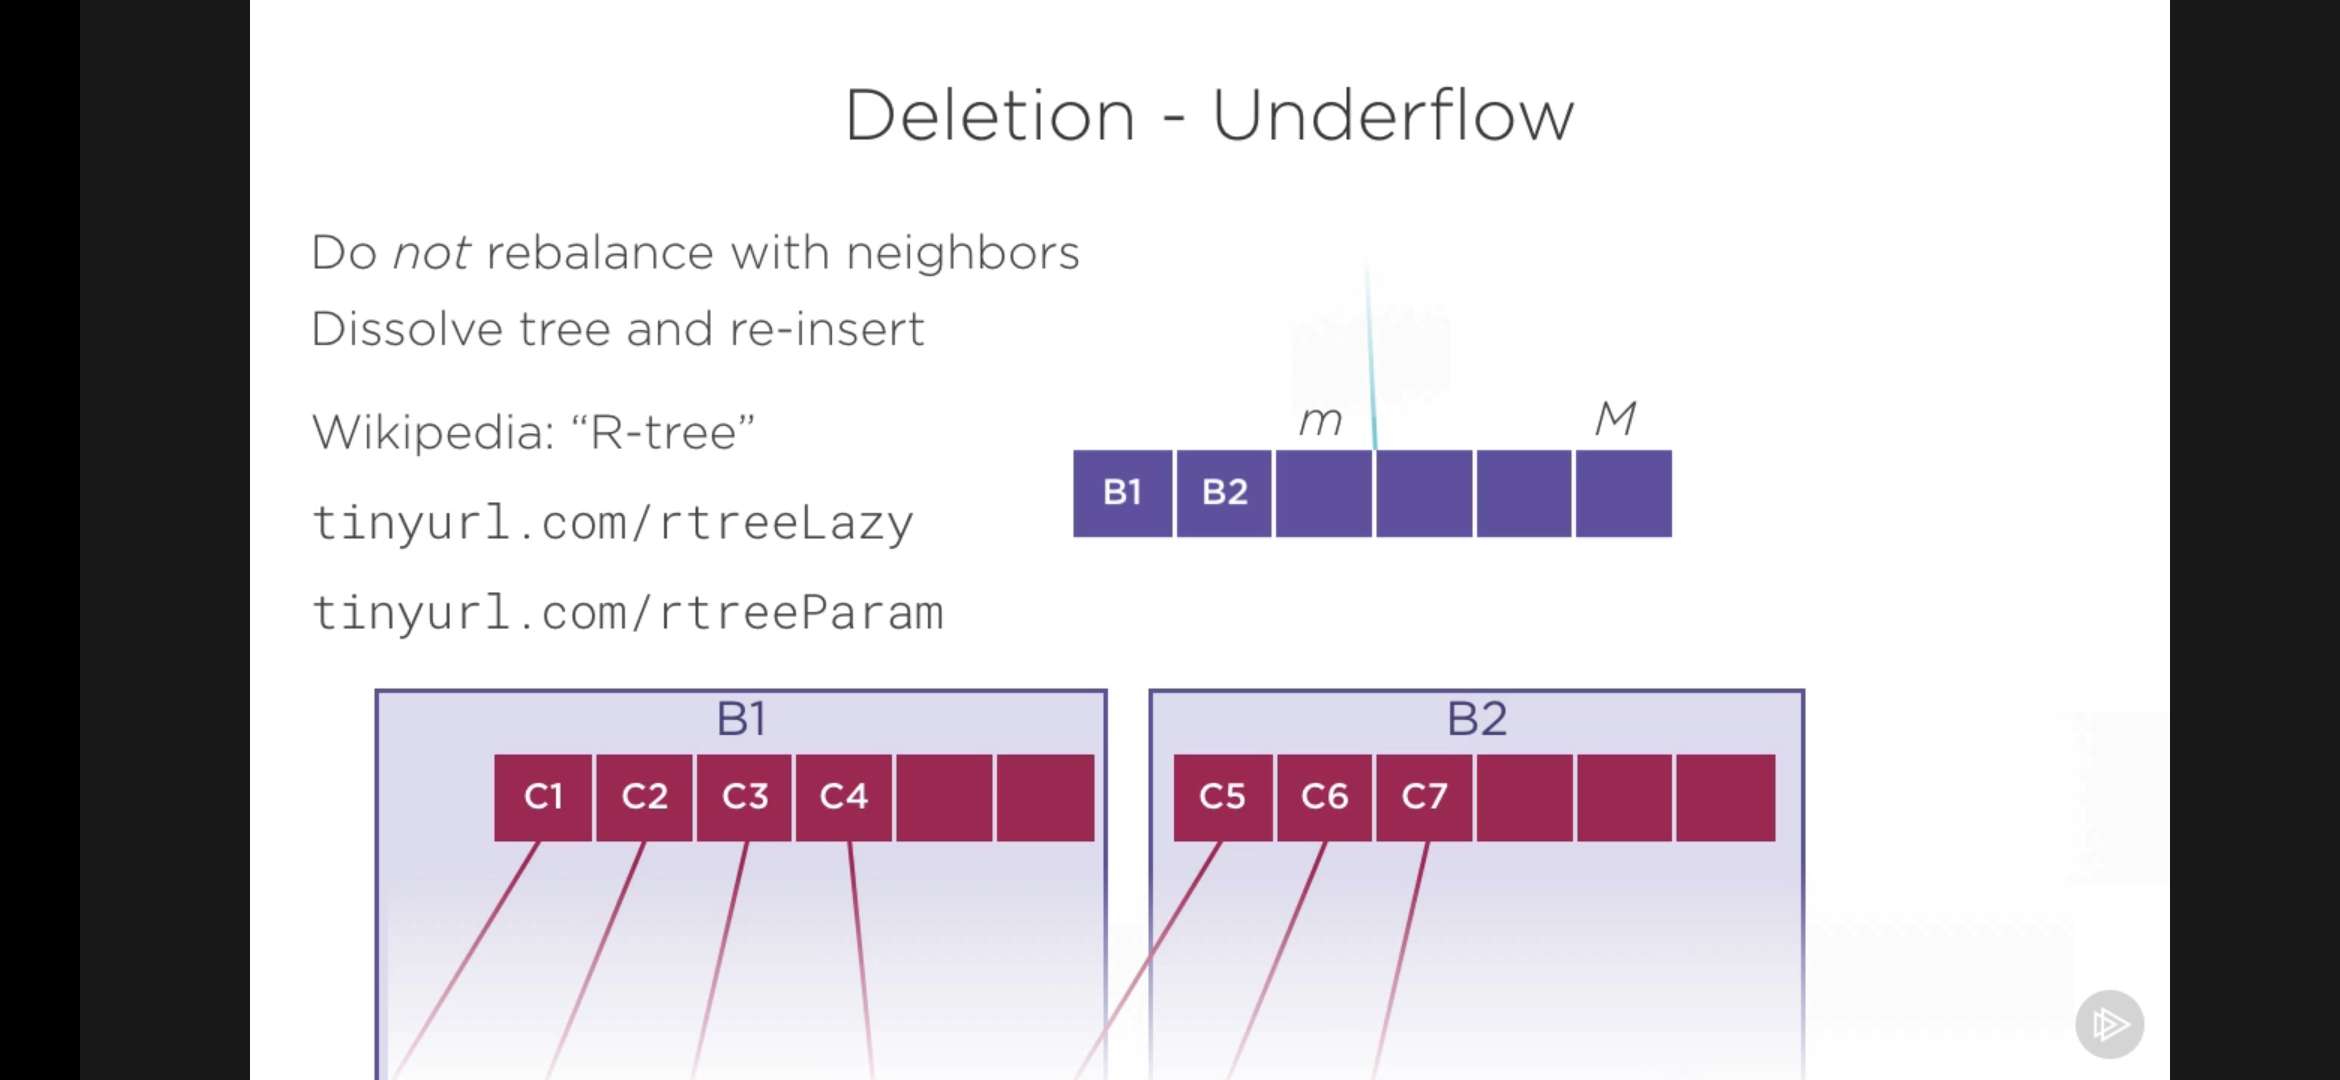 Deletion - Underflow
Do not rebalance with neighbors
Dissolve tree and re-insert
Wikipedia: “R-tree”
tinyurl.com/rtreeLazy
tinyurl.com/rtreeParam
m M
B1 B2
B1 B2
C1 C2 C3 C4 C5 C6 C7